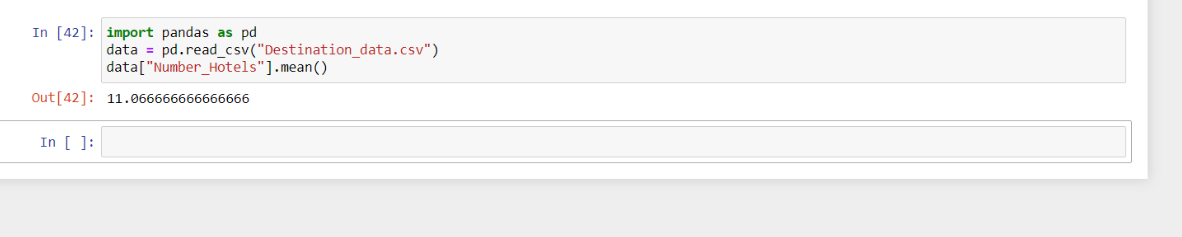 In [42]: import pandas as pd
data = pd.read_csv("Destination_data.csv")
data["Number_Hotels"].mean()
Out[42]: 11.066666666666666
In [ ]: